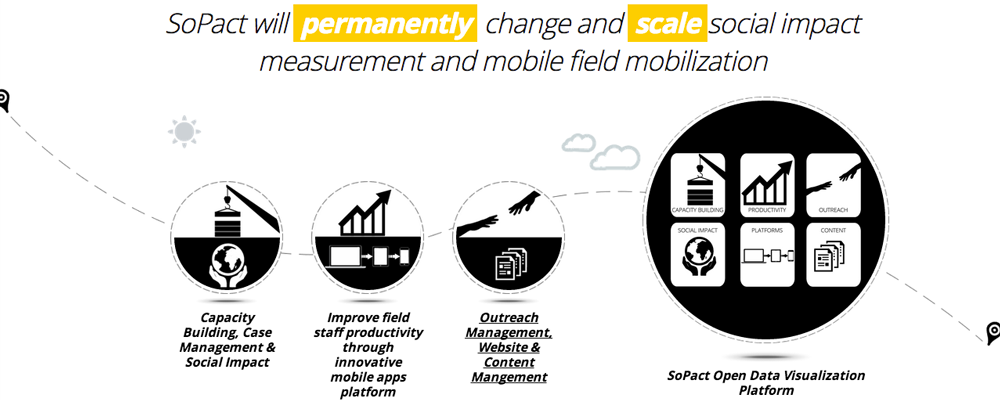 SoPact will permanently change and scale social impact
measurement and mobile field mobilization
CAPACITY BUILDING
PRODUCTIVITY
OUTREACH
SOCIAL IMPACT
PLATFORMS
CONTENT
Capacity
Building, Case
Management &
Social Impact
Improve field
staff productivity
through
innovative
mobile apps
platform
Outreach
Management,
Website &
Content
Mangement
SoPact Open Data Visualization
Platform